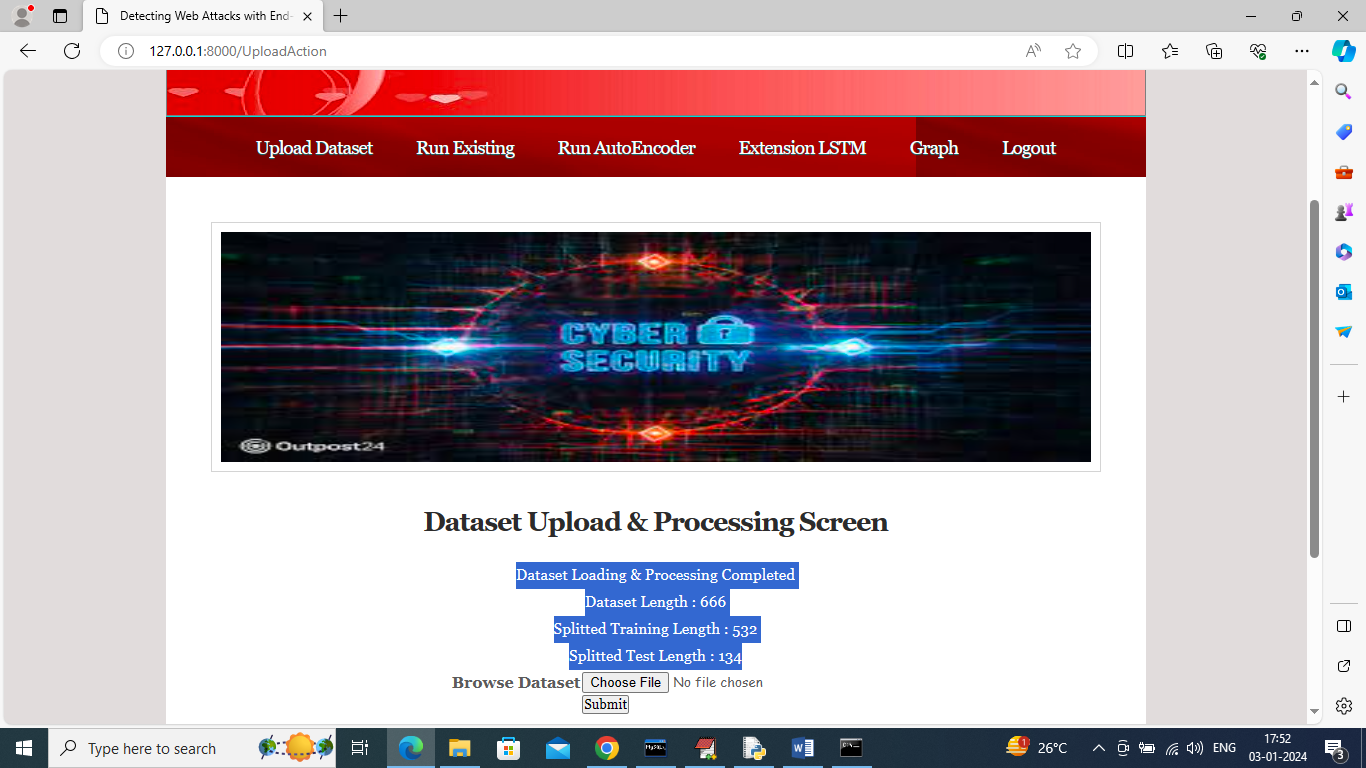 Detecting Web Attacks with End-
127.0.0.1:8000/UploadAction
Upload Dataset Run Existing Run AutoEncoder Extension LSTM Graph Logout
CYBER
SECURITY
Outpost24
Dataset Upload & Processing Screen
Dataset Loading & Processing Completed
Dataset Length : 666
Splitted Training Length : 532
Splitted Test Length : 134
Browse Dataset Choose File No file chosen
Submit
Type here to search
26°C
ENG
17:52
03-01-2024
3